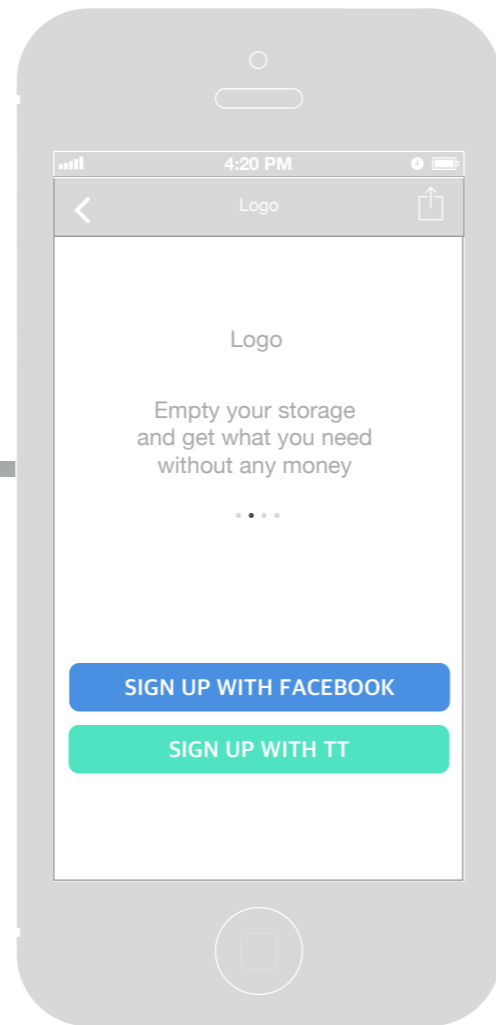 4:20 PM
Logo
Logo
Empty your storage
and get what you need
without any money
SIGN UP WITH FACEBOOK
SIGN UP WITH TT